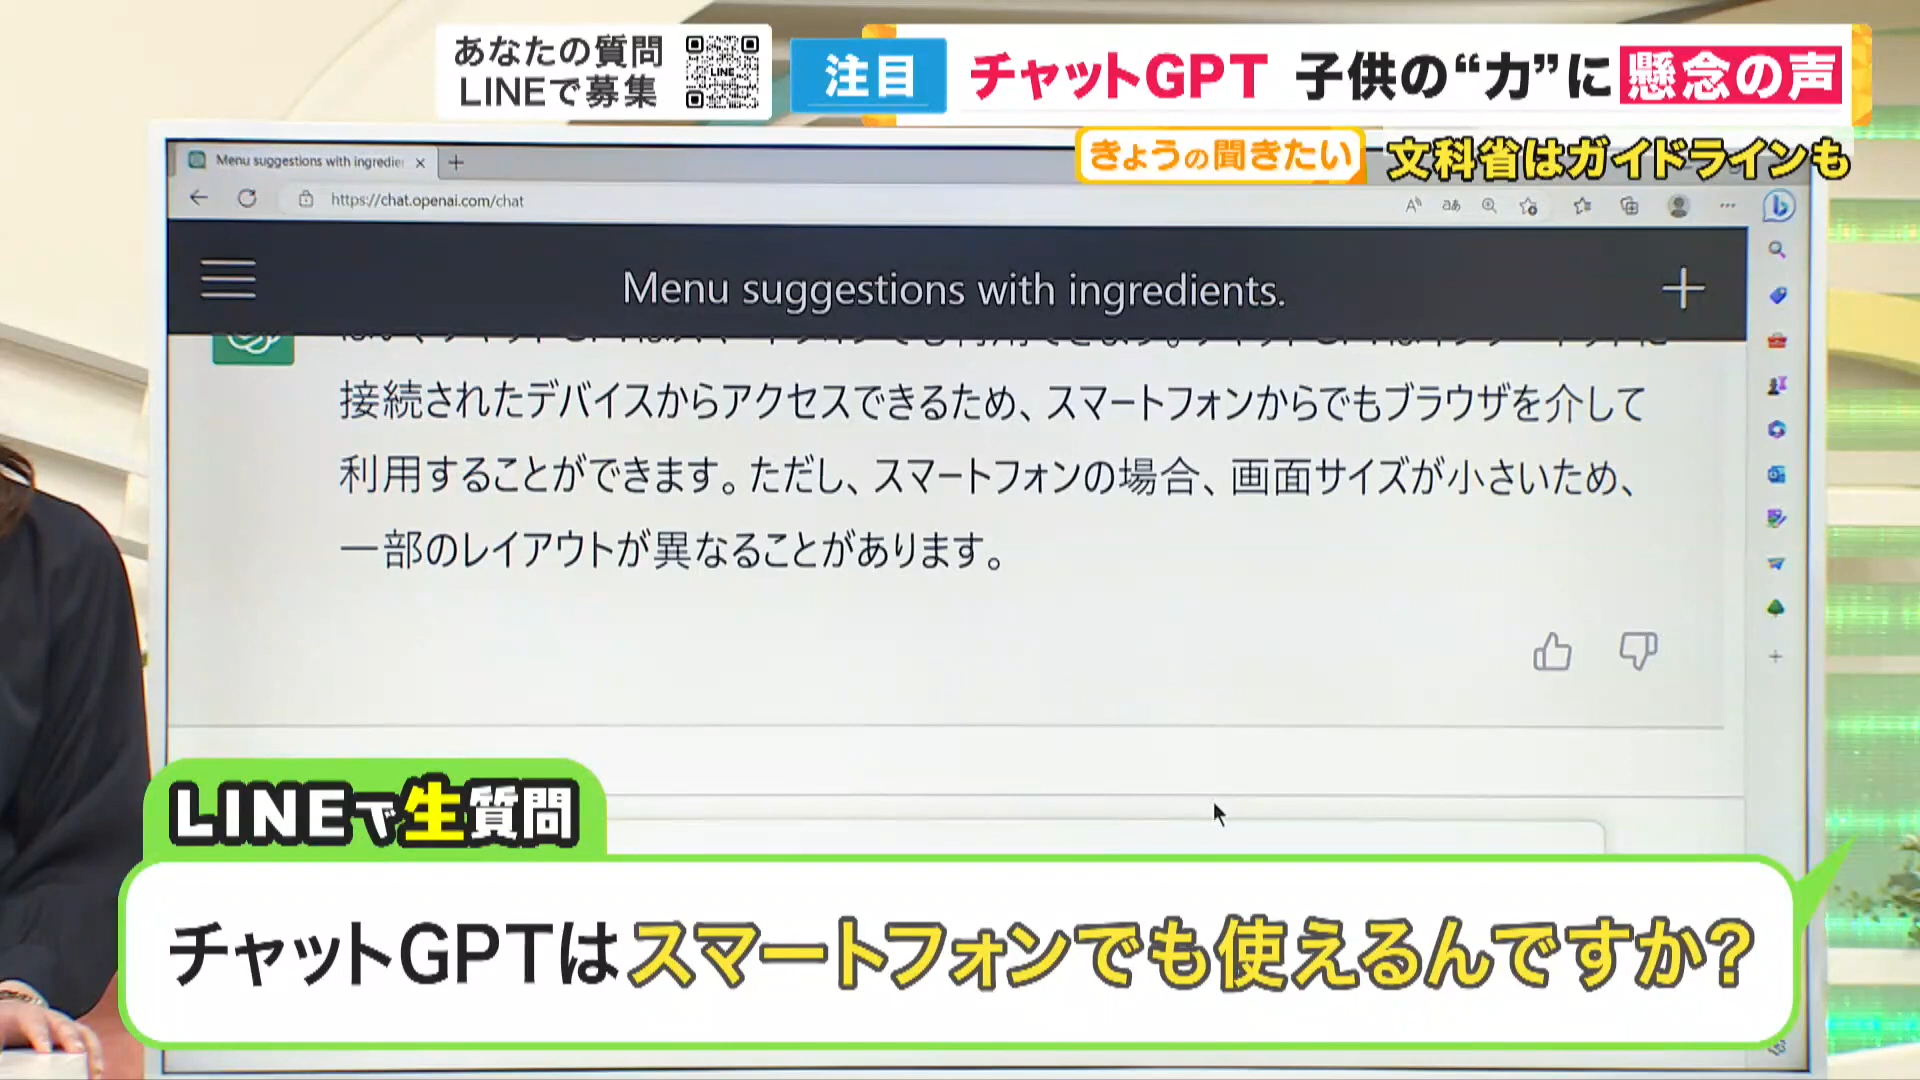 あなたの質問
LINEで募集
LINE
注目
チャットGPT 子供の“力”に懸念の声
きょうの聞きたい
文科省はガイドラインも
Menu suggestions with ingredie
https://chat.openai.com/chat
Menu suggestions with ingredients.
接続されたデバイスからアクセスできるため、スマートフォンからでもブラウザを介して
利用することができます。ただし、スマートフォンの場合、画面サイズが小さいため、
一部のレイアウトが異なることがあります。
LINEで生質問
チャットGPTはスマートフォンでも使えるんですか?